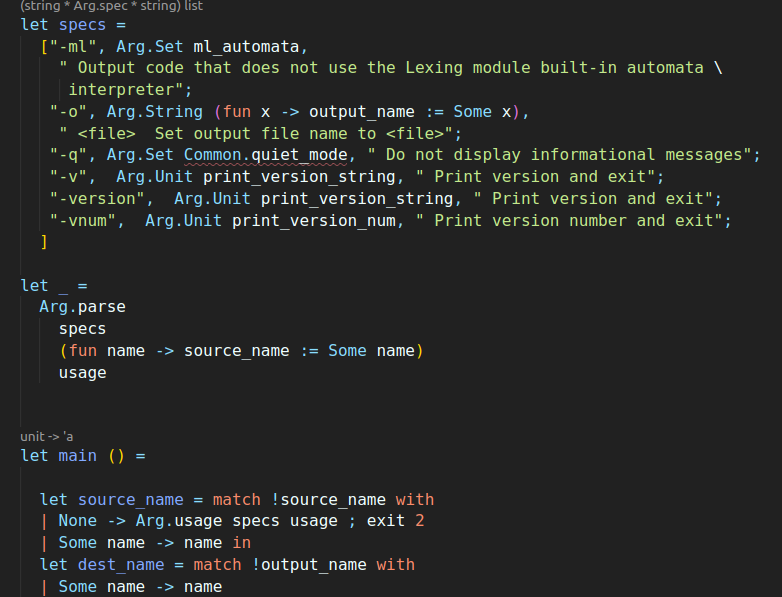 (string * Arg.spec * string) list
let specs =
  ["-ml", Arg.Set ml_automata,
    " Output code that does not use the Lexing module built-in automata \
     interpreter";
   "-o", Arg.String (fun x -> output_name := Some x),
    " <file>  Set output file name to <file>";
   "-q", Arg.Set Common.quiet_mode, " Do not display informational messages";
   "-v",  Arg.Unit print_version_string, " Print version and exit";
   "-version",  Arg.Unit print_version_string, " Print version and exit";
   "-vnum",  Arg.Unit print_version_num, " Print version number and exit";
  ]
let _ =
  Arg.parse
    specs
    (fun name -> source_name := Some name)
    usage
unit -> 'a
let main () =
  let source_name = match !source_name with
  | None -> Arg.usage specs usage ; exit 2
  | Some name -> name in
  let dest_name = match !output_name with
  | Some name -> name